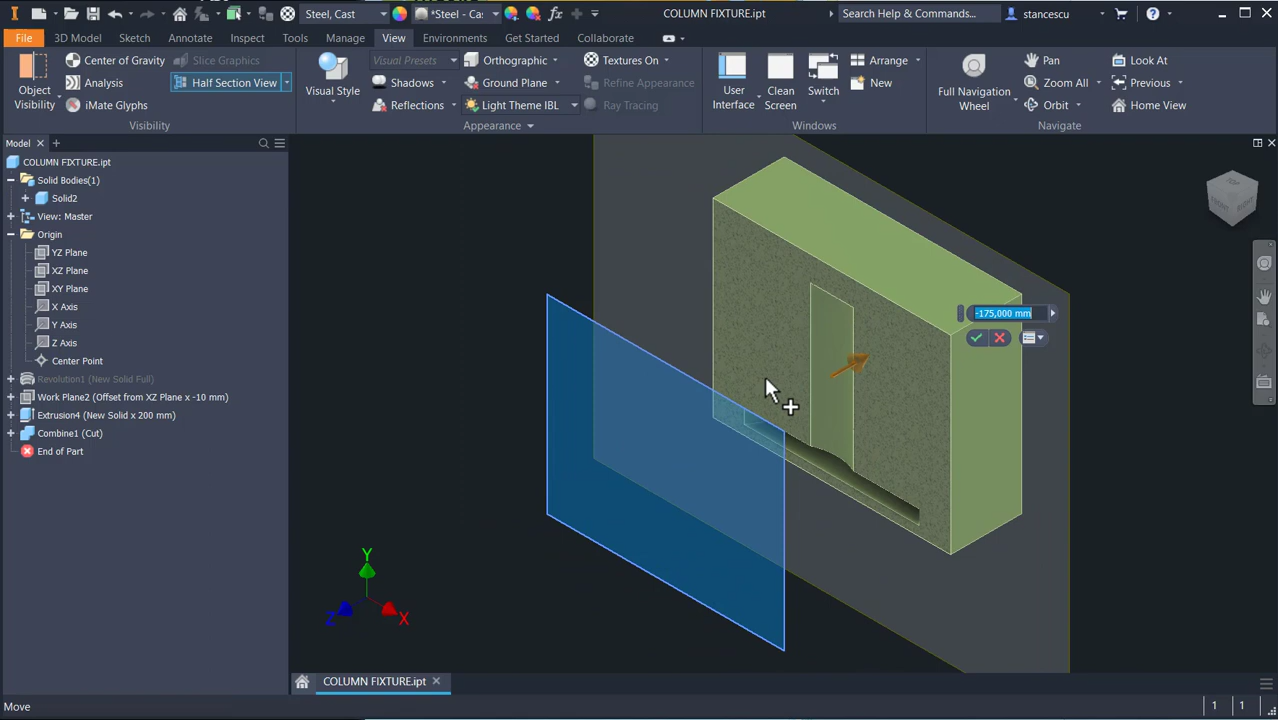 Steel, Cast
*Steel - Cas
COLUMN FIXTURE.ipt
Search Help & Commands...
stancescu
File 3D Model Sketch Annotate Inspect Tools Manage View Environments Get Started Collaborate
Object Visibility
Center of Gravity
Analysis
iMate Glyphs
Slice Graphics
Half Section View
Visibility
Visual Style
Visual Presets
Shadows
Reflections
Orthographic
Ground Plane
Light Theme IBL
Textures On
Refine Appearance
Ray Tracing
Appearance
User Interface
Clean Screen
Switch
Arrange
New
Windows
Full Navigation Wheel
Pan
Zoom All
Orbit
Look At
Previous
Home View
Navigate
Model
COLUMN FIXTURE.ipt
Solid Bodies(1)
Solid2
View: Master
Origin
YZ Plane
XZ Plane
XY Plane
X Axis
Y Axis
Z Axis
Center Point
Revolution1 (New Solid Full)
Work Plane2 (Offset from XZ Plane x -10 mm)
Extrusion4 (New Solid x 200 mm)
Combine1 (Cut)
End of Part
FRONT
RIGHT
-175,000 mm
Y
Z
X
COLUMN FIXTURE.ipt
Move
1 1